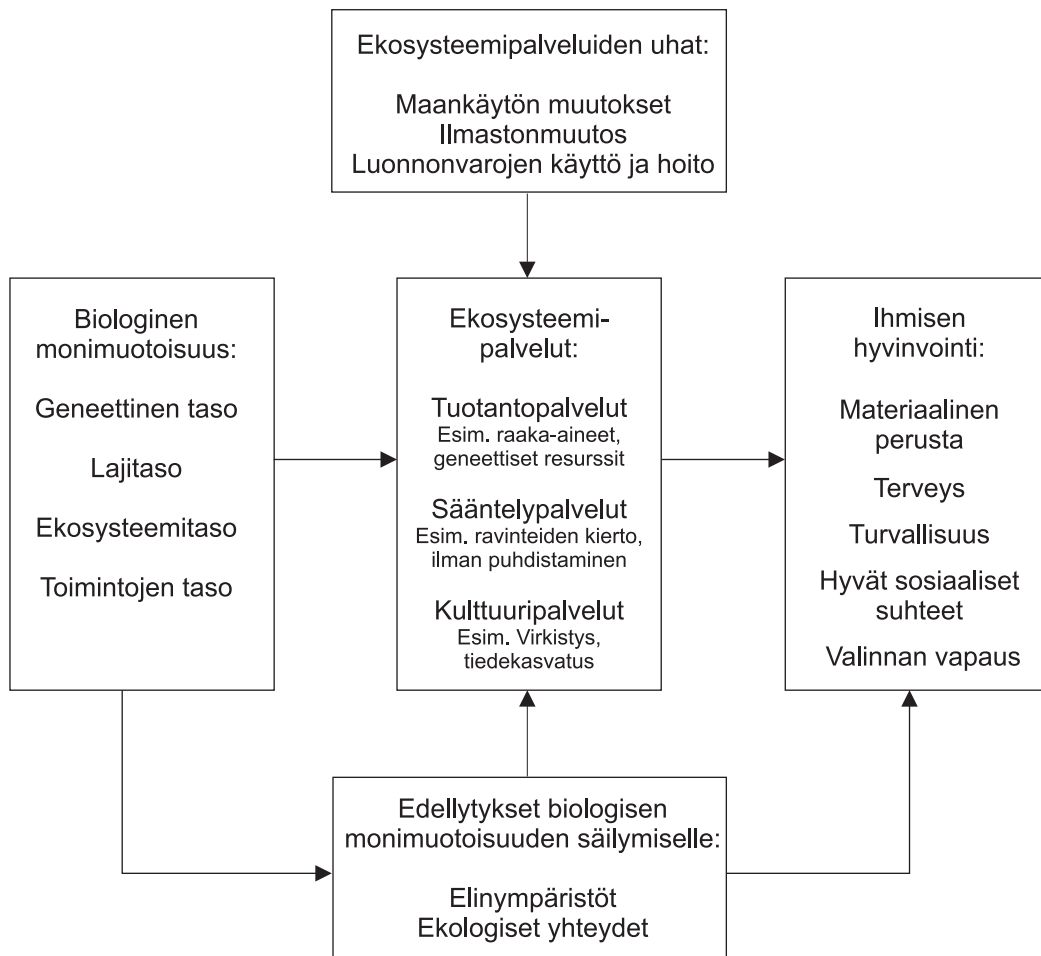 Ekosysteemipalveluiden uhat:
Maankäytön muutokset
Ilmastonmuutos
Luonnonvarojen käyttö ja hoito
Biologinen
monimuotoisuus:
Geneettinen taso
Lajitaso
Ekosysteemitaso
Toimintojen taso
Ekosysteemi-
palvelut:
Tuotantopalvelut
Esim. raaka-aineet,
geneettiset resurssit
Sääntelypalvelut
Esim. ravinteiden kierto,
ilman puhdistaminen
Kulttuuripalvelut
Esim. Virkistys,
tiedekasvatus
Ihmisen
hyvinvointi:
Materiaalinen
perusta
Terveys
Turvallisuus
Hyvät sosiaaliset
suhteet
Valinnan vapaus
Edellytykset biologisen
monimuotoisuuden säilymiselle:
Elinympäristöt
Ekologiset yhteydet